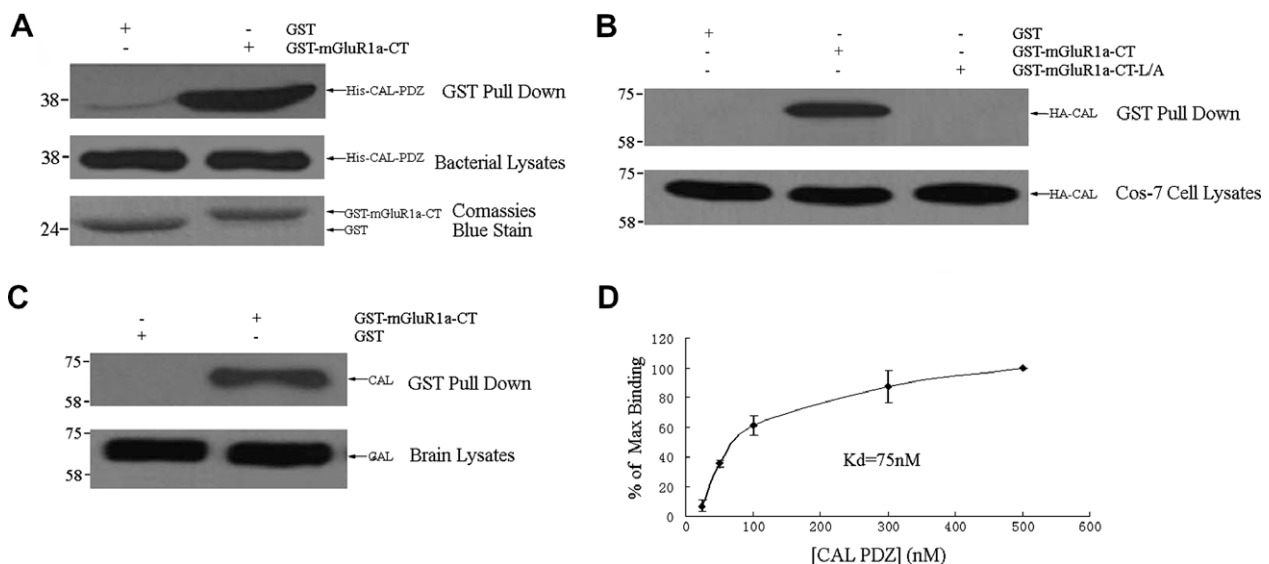 A
+ - GST
- + GST-mGluR1a-CT
38 His-CAL-PDZ GST Pull Down
38 His-CAL-PDZ Bacterial Lysates
GST-mGluR1a-CT Comassies
24 GST Blue Stain
B
+ - - GST
- + - GST-mGluR1a-CT
- - + GST-mGluR1a-CT-L/A
75
HA-CAL GST Pull Down
58
75
HA-CAL Cos-7 Cell Lysates
58
C
- + GST-mGluR1a-CT
+ - GST
75
CAL GST Pull Down
58
75
GAL Brain Lysates
58
D
% of Max Binding
120
100
80
60
40
20
0
Kd=75nM
0 100 200 300 400 500 600
[CAL PDZ] (nM)